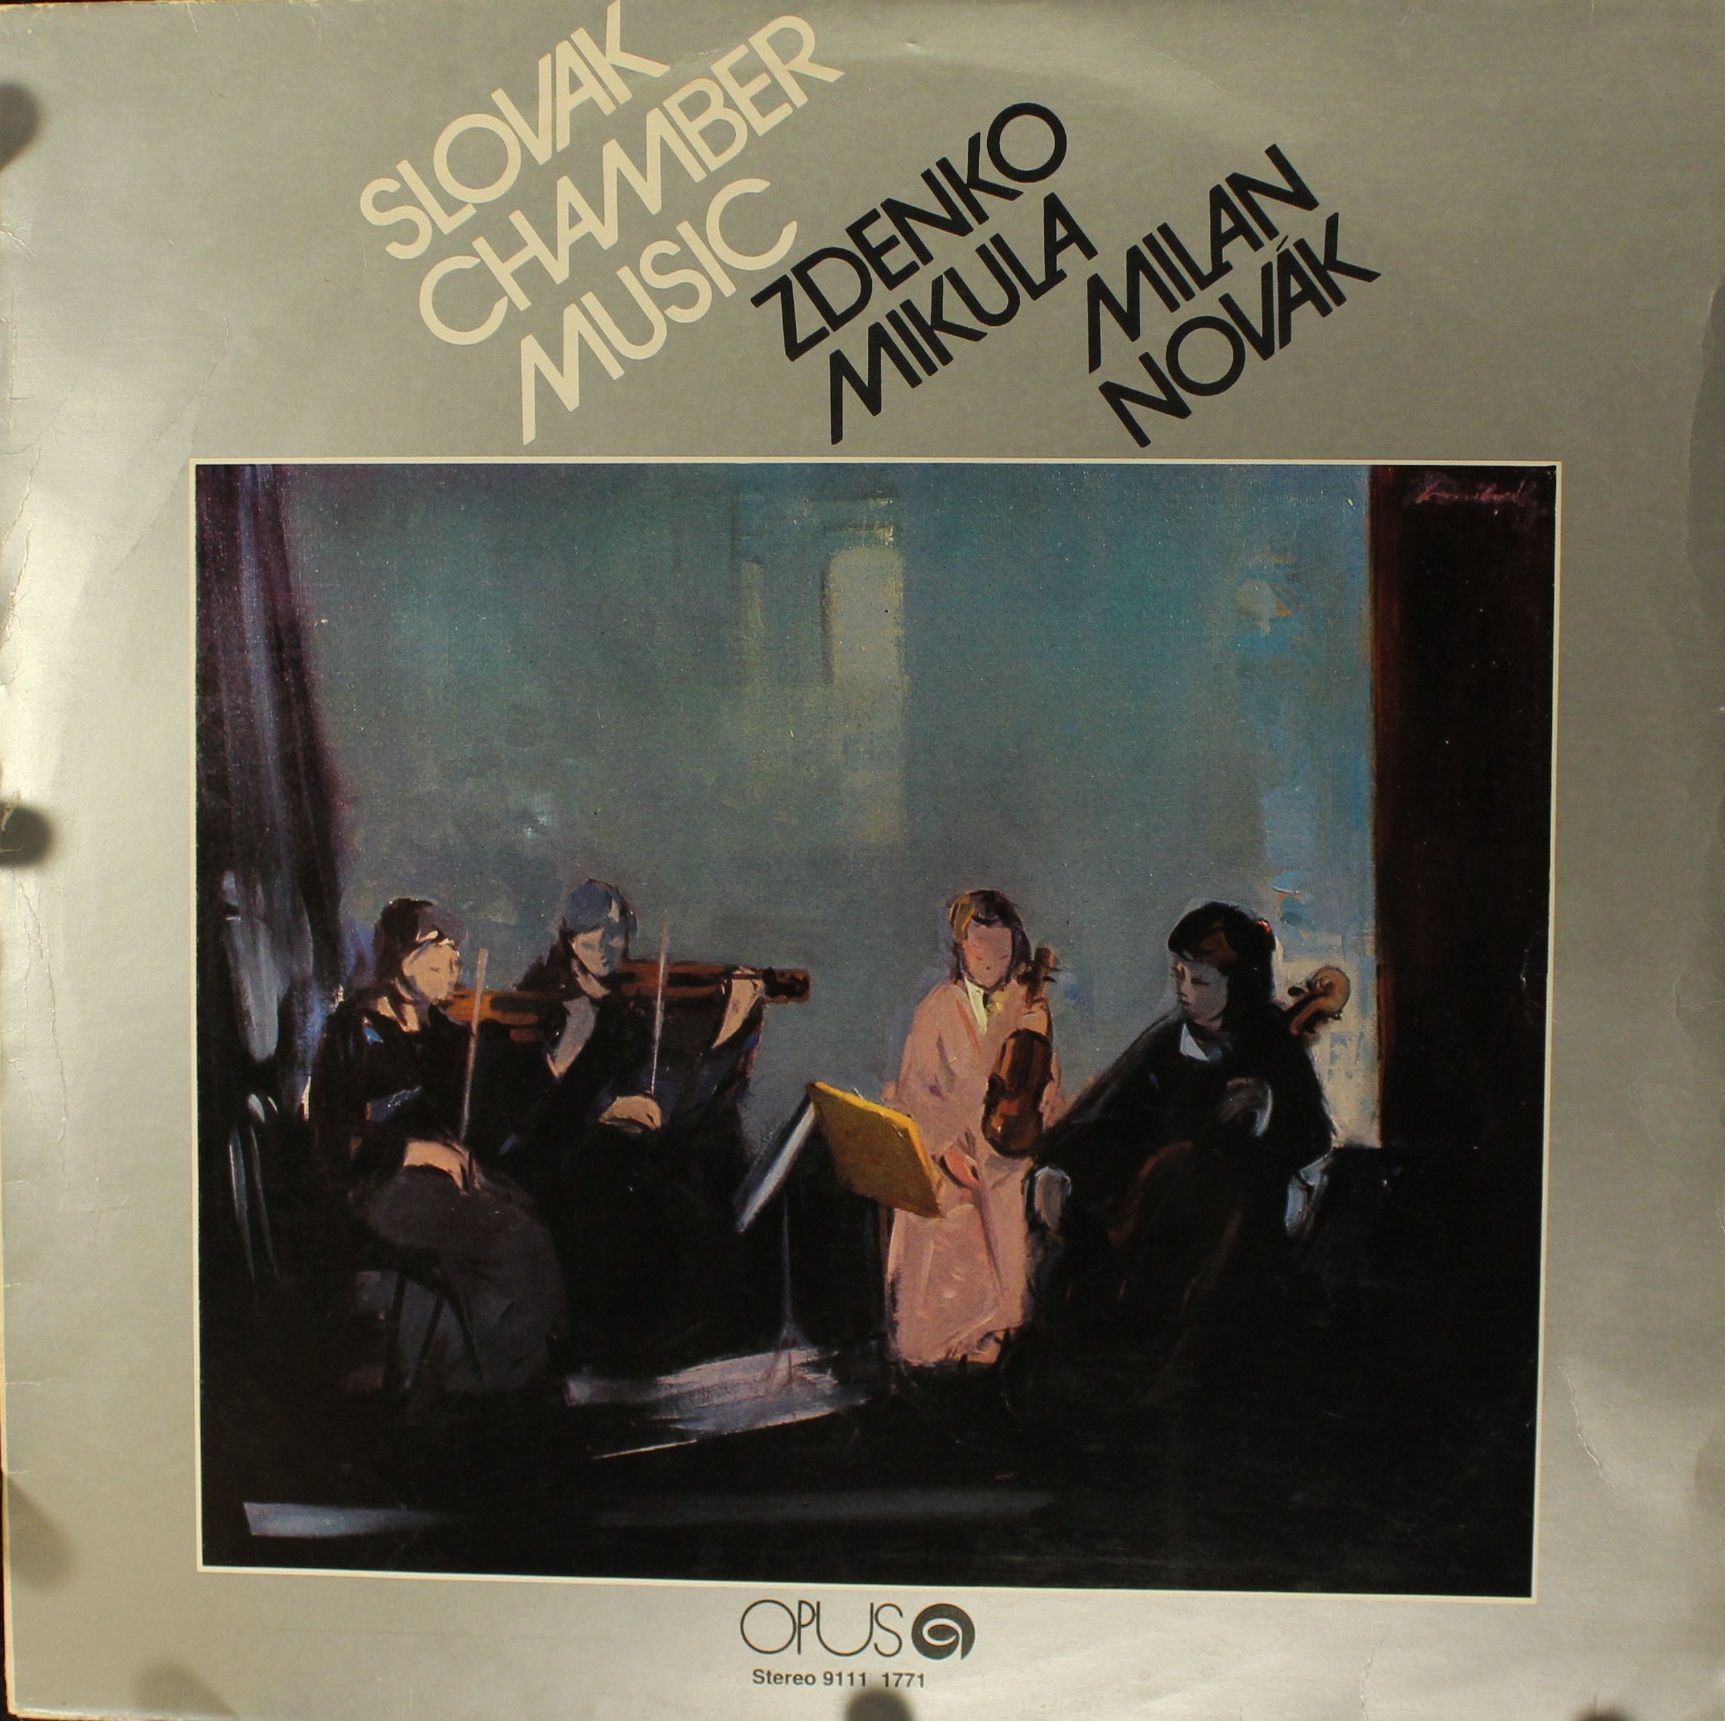 SLOVAK
CHAMBER
MUSIC
ZDENKO
MIKULA
MILAN
NOVÁK
OPUS
Stereo 9111 1771